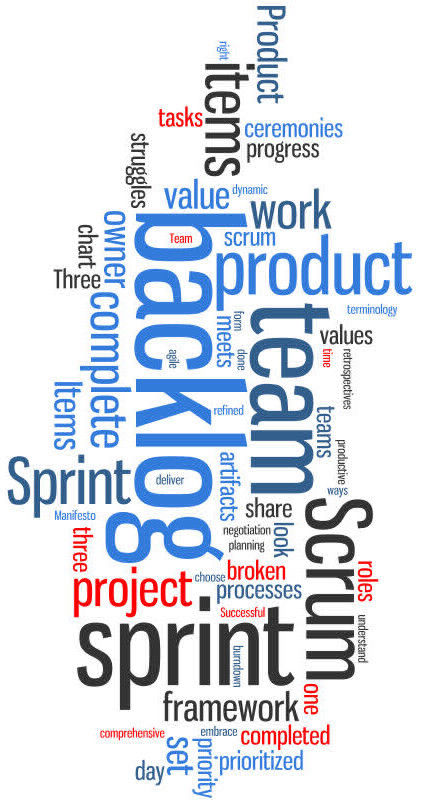 Product
right
items
tasks
ceremonies
progress
struggles
value
dynamic
work
owner
backlog
Team
scrum
chart
product
Three
complete
terminology
team
form
meets
values
done
time
agile
retrospectives
Items
refined
teams
productive
Sprint
deliver
artifacts
ways
Manifesto
share
Scrum
look
three
negotiation
planning
broken
roles
project
choose
processes
Successful
sprint
understand
burndown
one
framework
comprehensive
embrace
completed
set
priority
prioritized
day